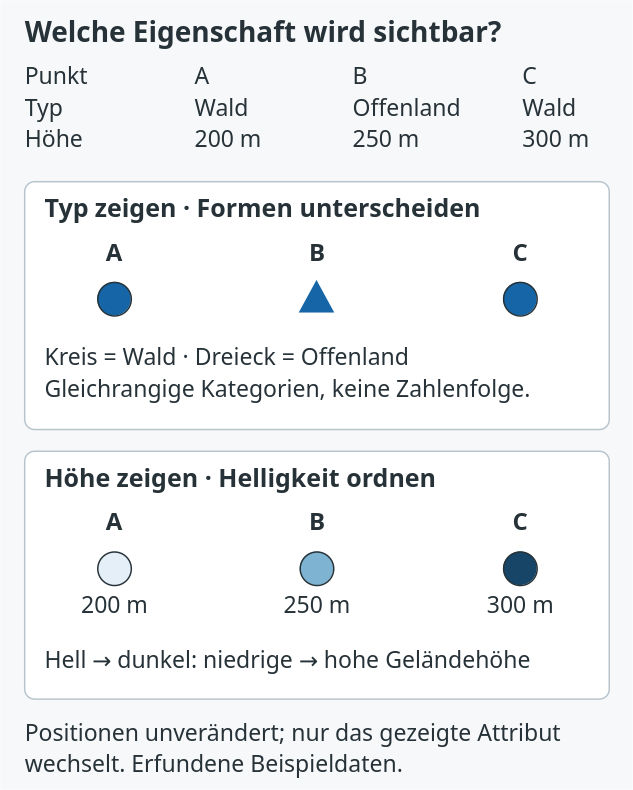 Welche Eigenschaft wird sichtbar?
Punkt A B C
Typ Wald Offenland Wald
Höhe 200 m 250 m 300 m
Typ zeigen · Formen unterscheiden
A B C
Kreis = Wald · Dreieck = Offenland
Gleichrangige Kategorien, keine Zahlenfolge.
Höhe zeigen · Helligkeit ordnen
A B C
200 m 250 m 300 m
Hell → dunkel: niedrige → hohe Geländehöhe
Positionen unverändert; nur das gezeigte Attribut
wechselt. Erfundene Beispieldaten.